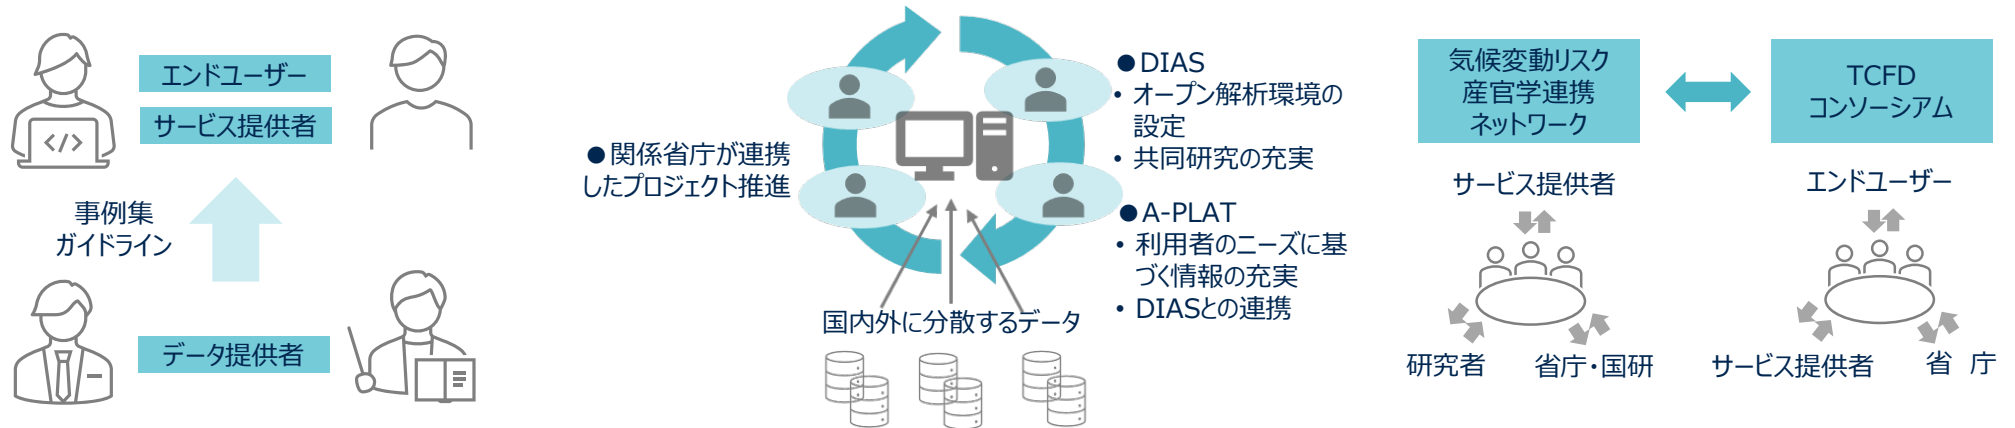 エンドユーザー
サービス提供者
事例集
ガイドライン
データ提供者
●関係省庁が連携
したプロジェクト推進
●DIAS
• オープン解析環境の
設定
• 共同研究の充実
●A-PLAT
• 利用者のニーズに基
づく情報の充実
• DIASとの連携
国内外に分散するデータ
気候変動リスク
産官学連携
ネットワーク
サービス提供者
研究者
省庁・国研
TCFD
コンソーシアム
エンドユーザー
サービス提供者
省 庁